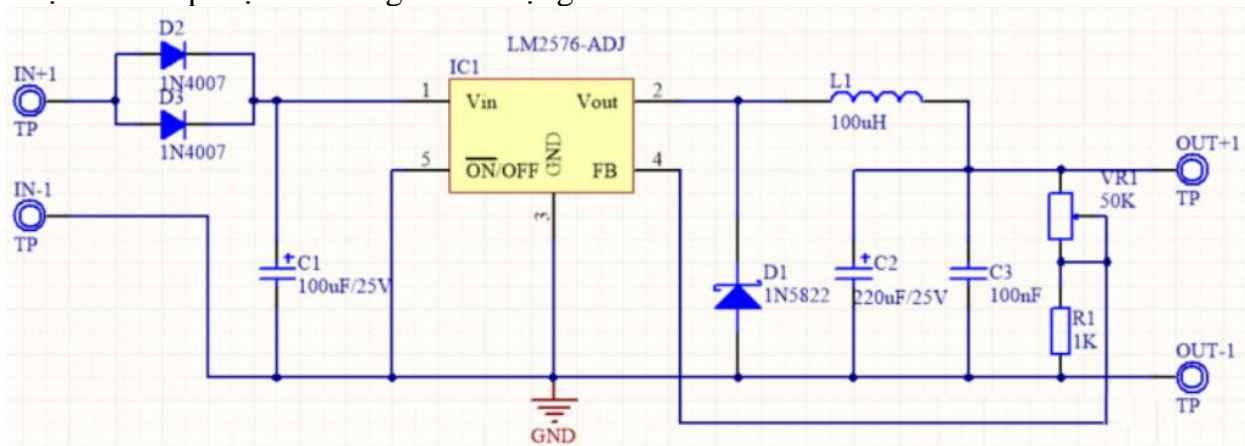 D2
1N4007
D3
1N4007
IN+1
TP
IN-1
TP
C1
100uF/25V
LM2576-ADJ
IC1
1
Vin
Vout
2
5
ON/OFF
GND
FB
4
3
GND
L1
100uH
D1
1N5822
C2
220uF/25V
C3
100nF
VR1
50K
R1
1K
OUT+1
TP
OUT-1
TP